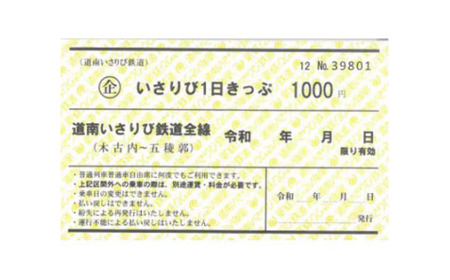 (道南いさりび鉄道)
12 No.39801
企 いさりび1日きっぷ 1000円
道南いさりび鉄道全線 令和 年 月 日
(木古内〜五稜郭) 限り有効
・普通列車普通車自由席に何度でもご利用できます。
・上記区間外への乗車の際は、別途運賃・料金が必要です。
・乗車日の変更はできません。
・払い戻しはできません。
・紛失による再発行はいたしません。
・運行不能による払い戻しはいたしません。
令和 年 月 日
発行